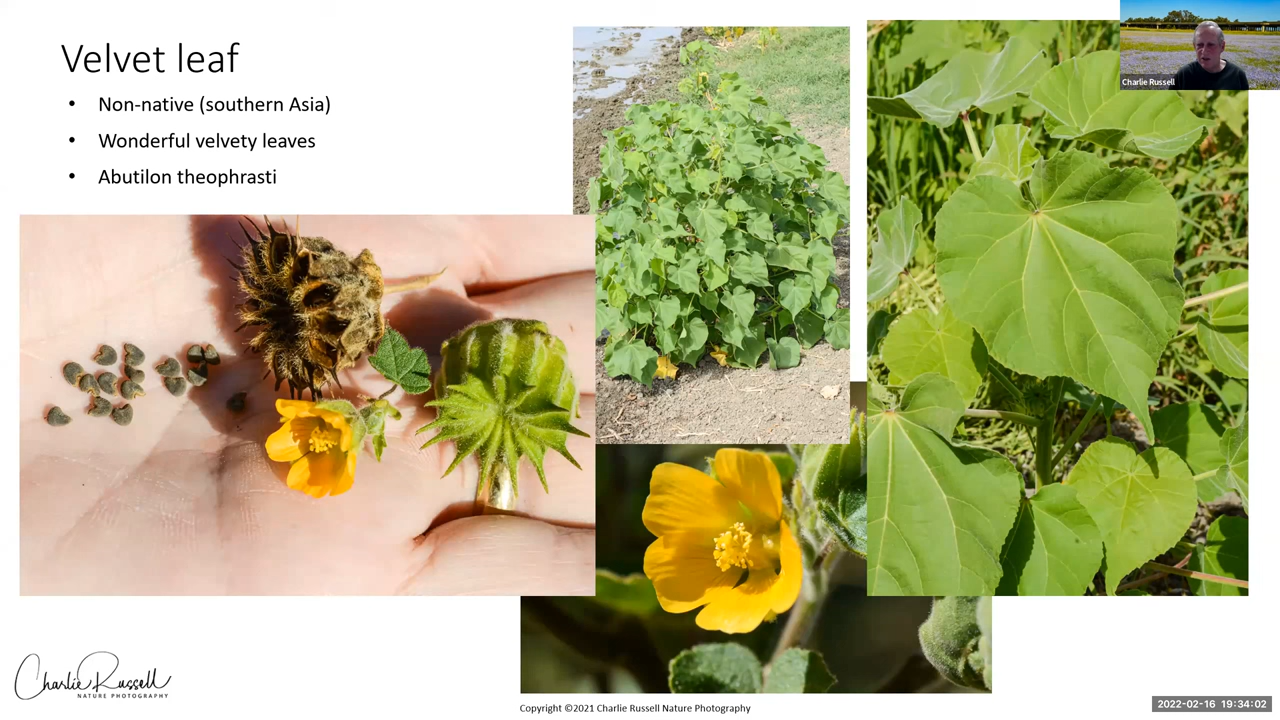 Velvet leaf
• Non-native (southern Asia)
• Wonderful velvety leaves
• Abutilon theophrasti
Charlie Russell
Charlie Russell
NATURE PHOTOGRAPHY
Copyright ©2021 Charlie Russell Nature Photography
2022-02-16 19:34:02